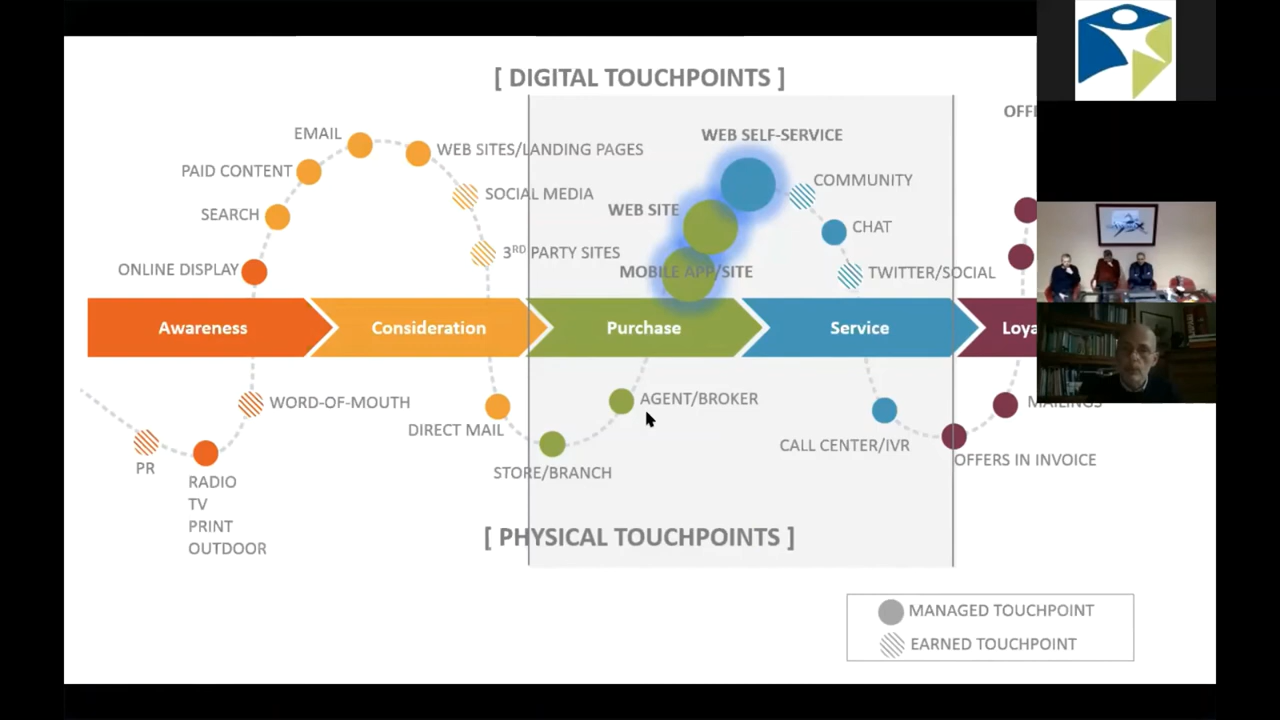 [ DIGITAL TOUCHPOINTS ]
EMAIL
WEB SITES/LANDING PAGES
PAID CONTENT
SOCIAL MEDIA
SEARCH
3RD PARTY SITES
ONLINE DISPLAY
WEB SELF-SERVICE
COMMUNITY
WEB SITE
CHAT
MOBILE APP/SITE
TWITTER/SOCIAL
Awareness
Consideration
Purchase
Service
WORD-OF-MOUTH
DIRECT MAIL
AGENT/BROKER
MAILINGS
PR
STORE/BRANCH
CALL CENTER/IVR
OFFERS IN INVOICE
RADIO
TV
PRINT
OUTDOOR
[ PHYSICAL TOUCHPOINTS ]
MANAGED TOUCHPOINT
EARNED TOUCHPOINT